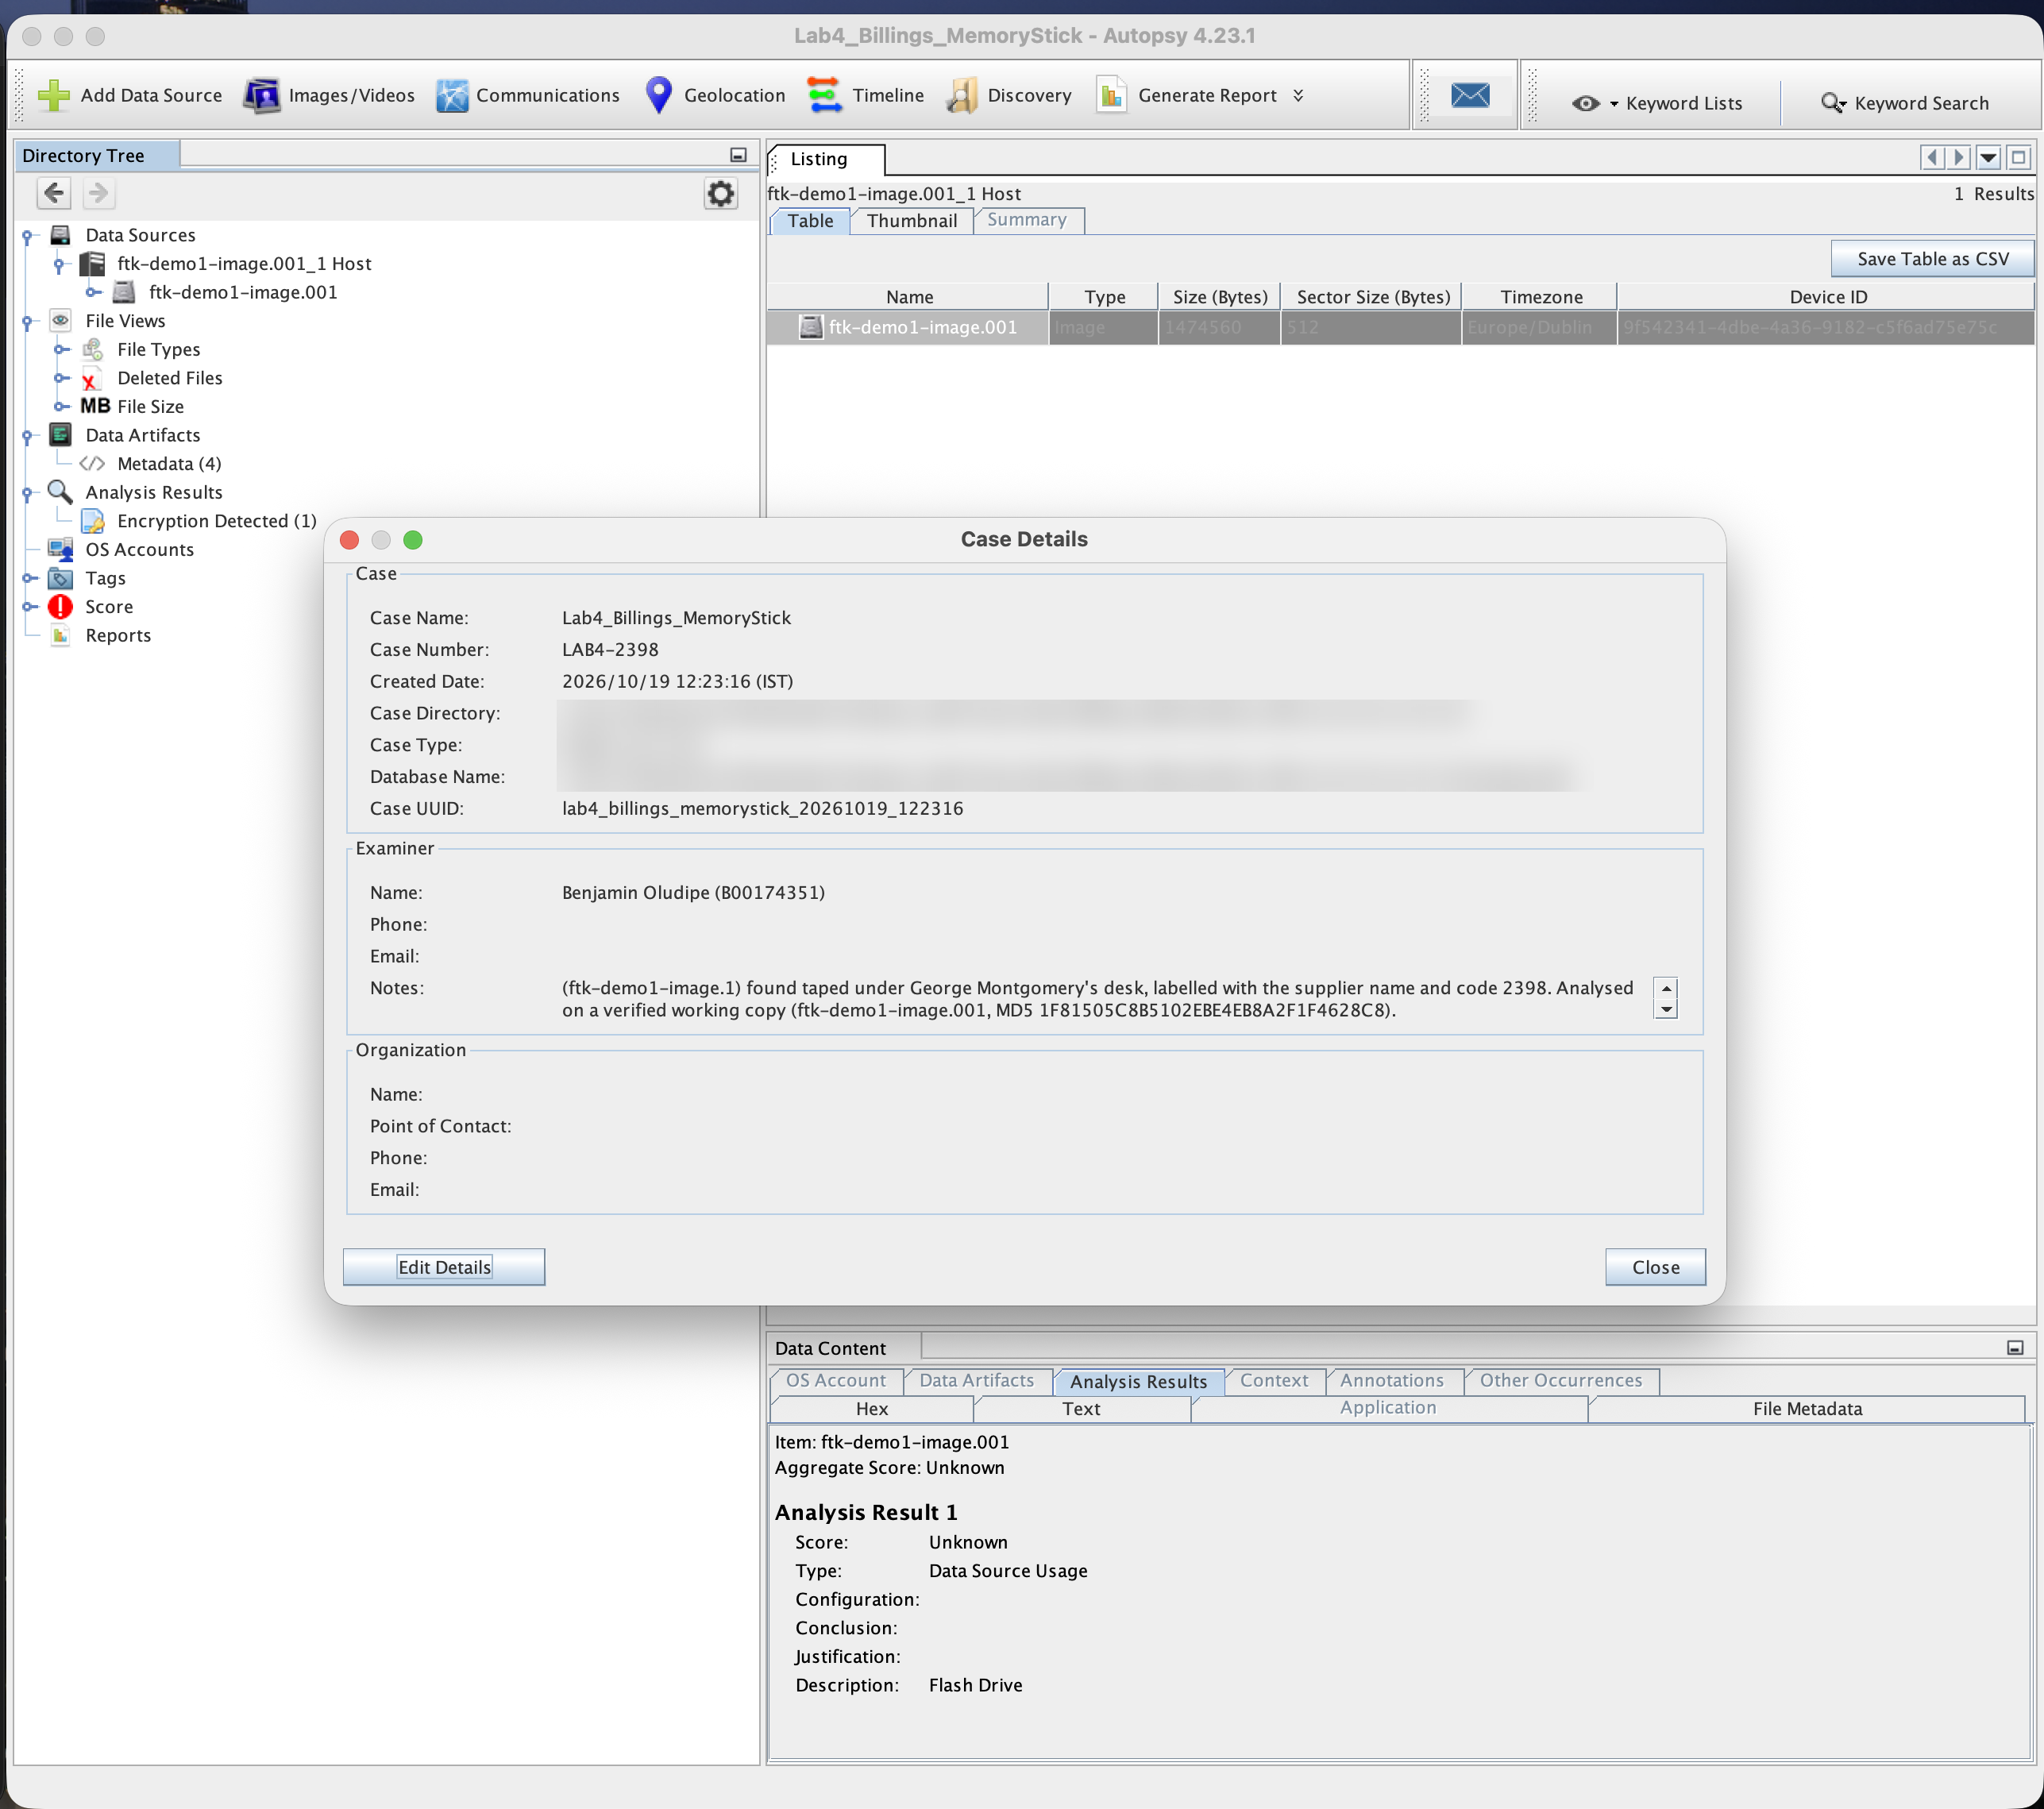 Lab4_Billings_MemoryStick - Autopsy 4.23.1
Add Data Source Images/Videos Communications Geolocation Timeline Discovery Generate Report Keyword Lists Keyword Search
Directory Tree
Data Sources
ftk-demo1-image.001_1 Host
ftk-demo1-image.001
File Views
File Types
Deleted Files
MB File Size
Data Artifacts
Metadata (4)
Analysis Results
Encryption Detected (1)
OS Accounts
Tags
Score
Reports
Listing
ftk-demo1-image.001_1 Host 1 Results
Table Thumbnail Summary
Save Table as CSV
Name Type Size (Bytes) Sector Size (Bytes) Timezone Device ID
ftk-demo1-image.001 Image 1474560 512 Europe/Dublin 9f542341-4dbe-4a36-9182-c5f6ad75e75c
Case Details
Case
Case Name: Lab4_Billings_MemoryStick
Case Number: LAB4-2398
Created Date: 2026/10/19 12:23:16 (IST)
Case Directory:
Case Type:
Database Name:
Case UUID: lab4_billings_memorystick_20261019_122316
Examiner
Name: Benjamin Oludipe (B00174351)
Phone:
Email:
Notes: (ftk-demo1-image.1) found taped under George Montgomery's desk, labelled with the supplier name and code 2398. Analysed
on a verified working copy (ftk-demo1-image.001, MD5 1F81505C8B5102EBE4EB8A2F1F4628C8).
Organization
Name:
Point of Contact:
Phone:
Email:
Edit Details Close
Data Content
OS Account Data Artifacts Analysis Results Context Annotations Other Occurrences
Hex Text Application File Metadata
Item: ftk-demo1-image.001
Aggregate Score: Unknown
Analysis Result 1
Score: Unknown
Type: Data Source Usage
Configuration:
Conclusion:
Justification:
Description: Flash Drive